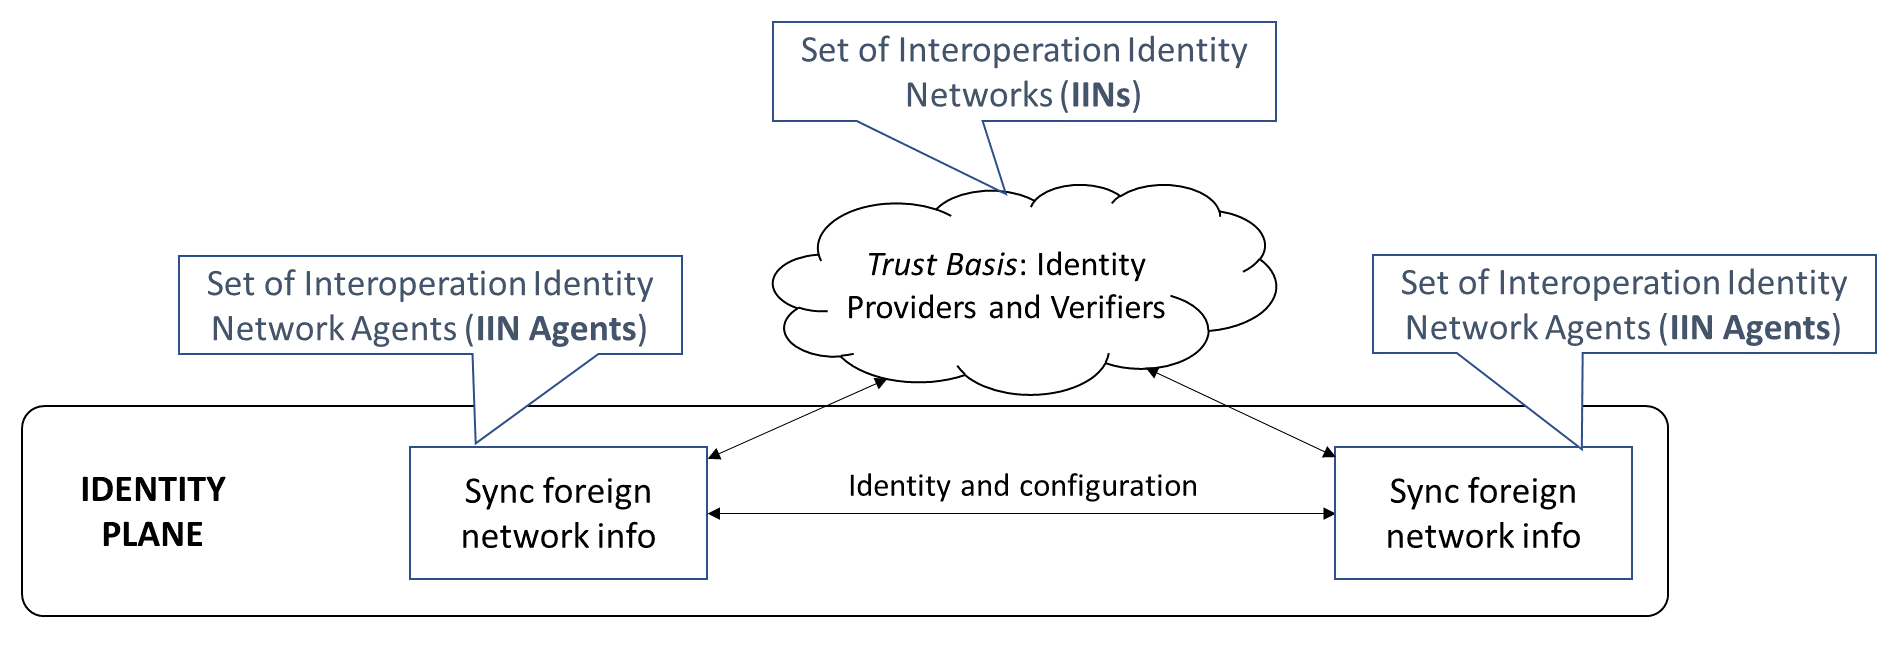 Set of Interoperation Identity
Networks (IINs)
Trust Basis: Identity
Providers and Verifiers
Set of Interoperation Identity
Network Agents (IIN Agents)
Set of Interoperation Identity
Network Agents (IIN Agents)
IDENTITY
PLANE
Sync foreign
network info
Identity and configuration
Sync foreign
network info